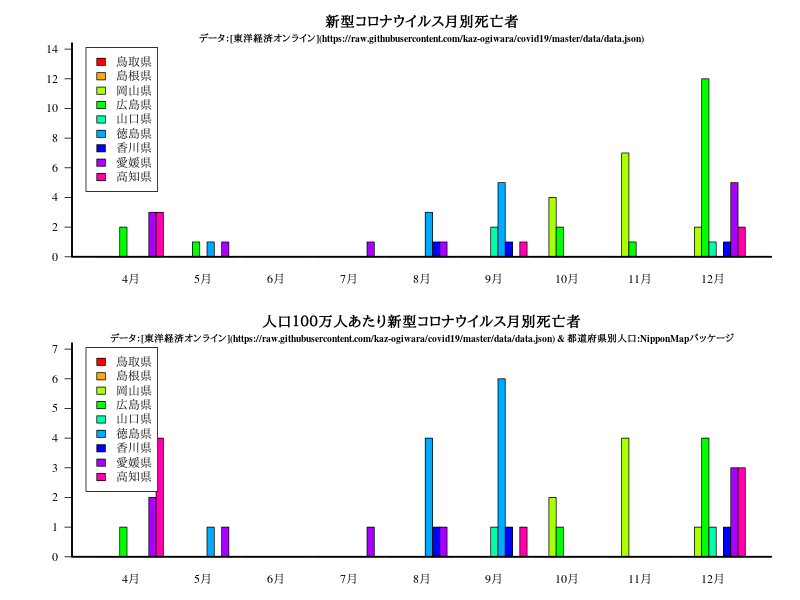 新型コロナウイルス月別死亡者
データ:[東洋経済オンライン](https://raw.githubusercontent.com/kaz-ogiwara/covid19/master/data/data.json)
14
12
10
8
6
4
2
0
鳥取県
島根県
岡山県
広島県
山口県
徳島県
香川県
愛媛県
高知県
4月 5月 6月 7月 8月 9月 10月 11月 12月
人口100万人あたり新型コロナウイルス月別死亡者
データ:[東洋経済オンライン](https://raw.githubusercontent.com/kaz-ogiwara/covid19/master/data/data.json) & 都道府県別人口:NipponMapパッケージ
7
6
5
4
3
2
1
0
鳥取県
島根県
岡山県
広島県
山口県
徳島県
香川県
愛媛県
高知県
4月 5月 6月 7月 8月 9月 10月 11月 12月